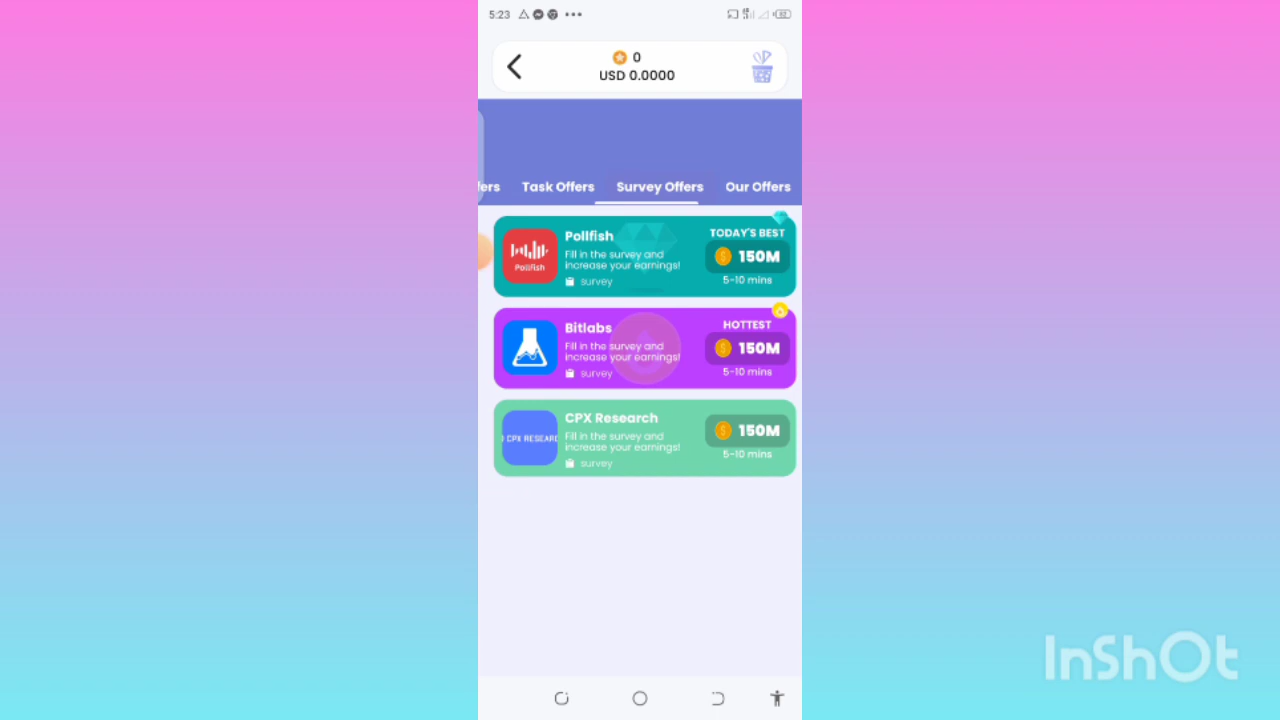 5:23
0
USD 0.0000
lers Task Offers Survey Offers Our Offers
Pollfish
Fill in the survey and
increase your earnings!
survey
Pollfish
TODAY'S BEST
150M
5-10 mins
Bitlabs
Fill in the survey and
increase your earnings!
survey
HOTTEST
150M
5-10 mins
CPX Research
Fill in the survey and
increase your earnings!
survey
CPX RESEARC
150M
5-10 mins
InShOt